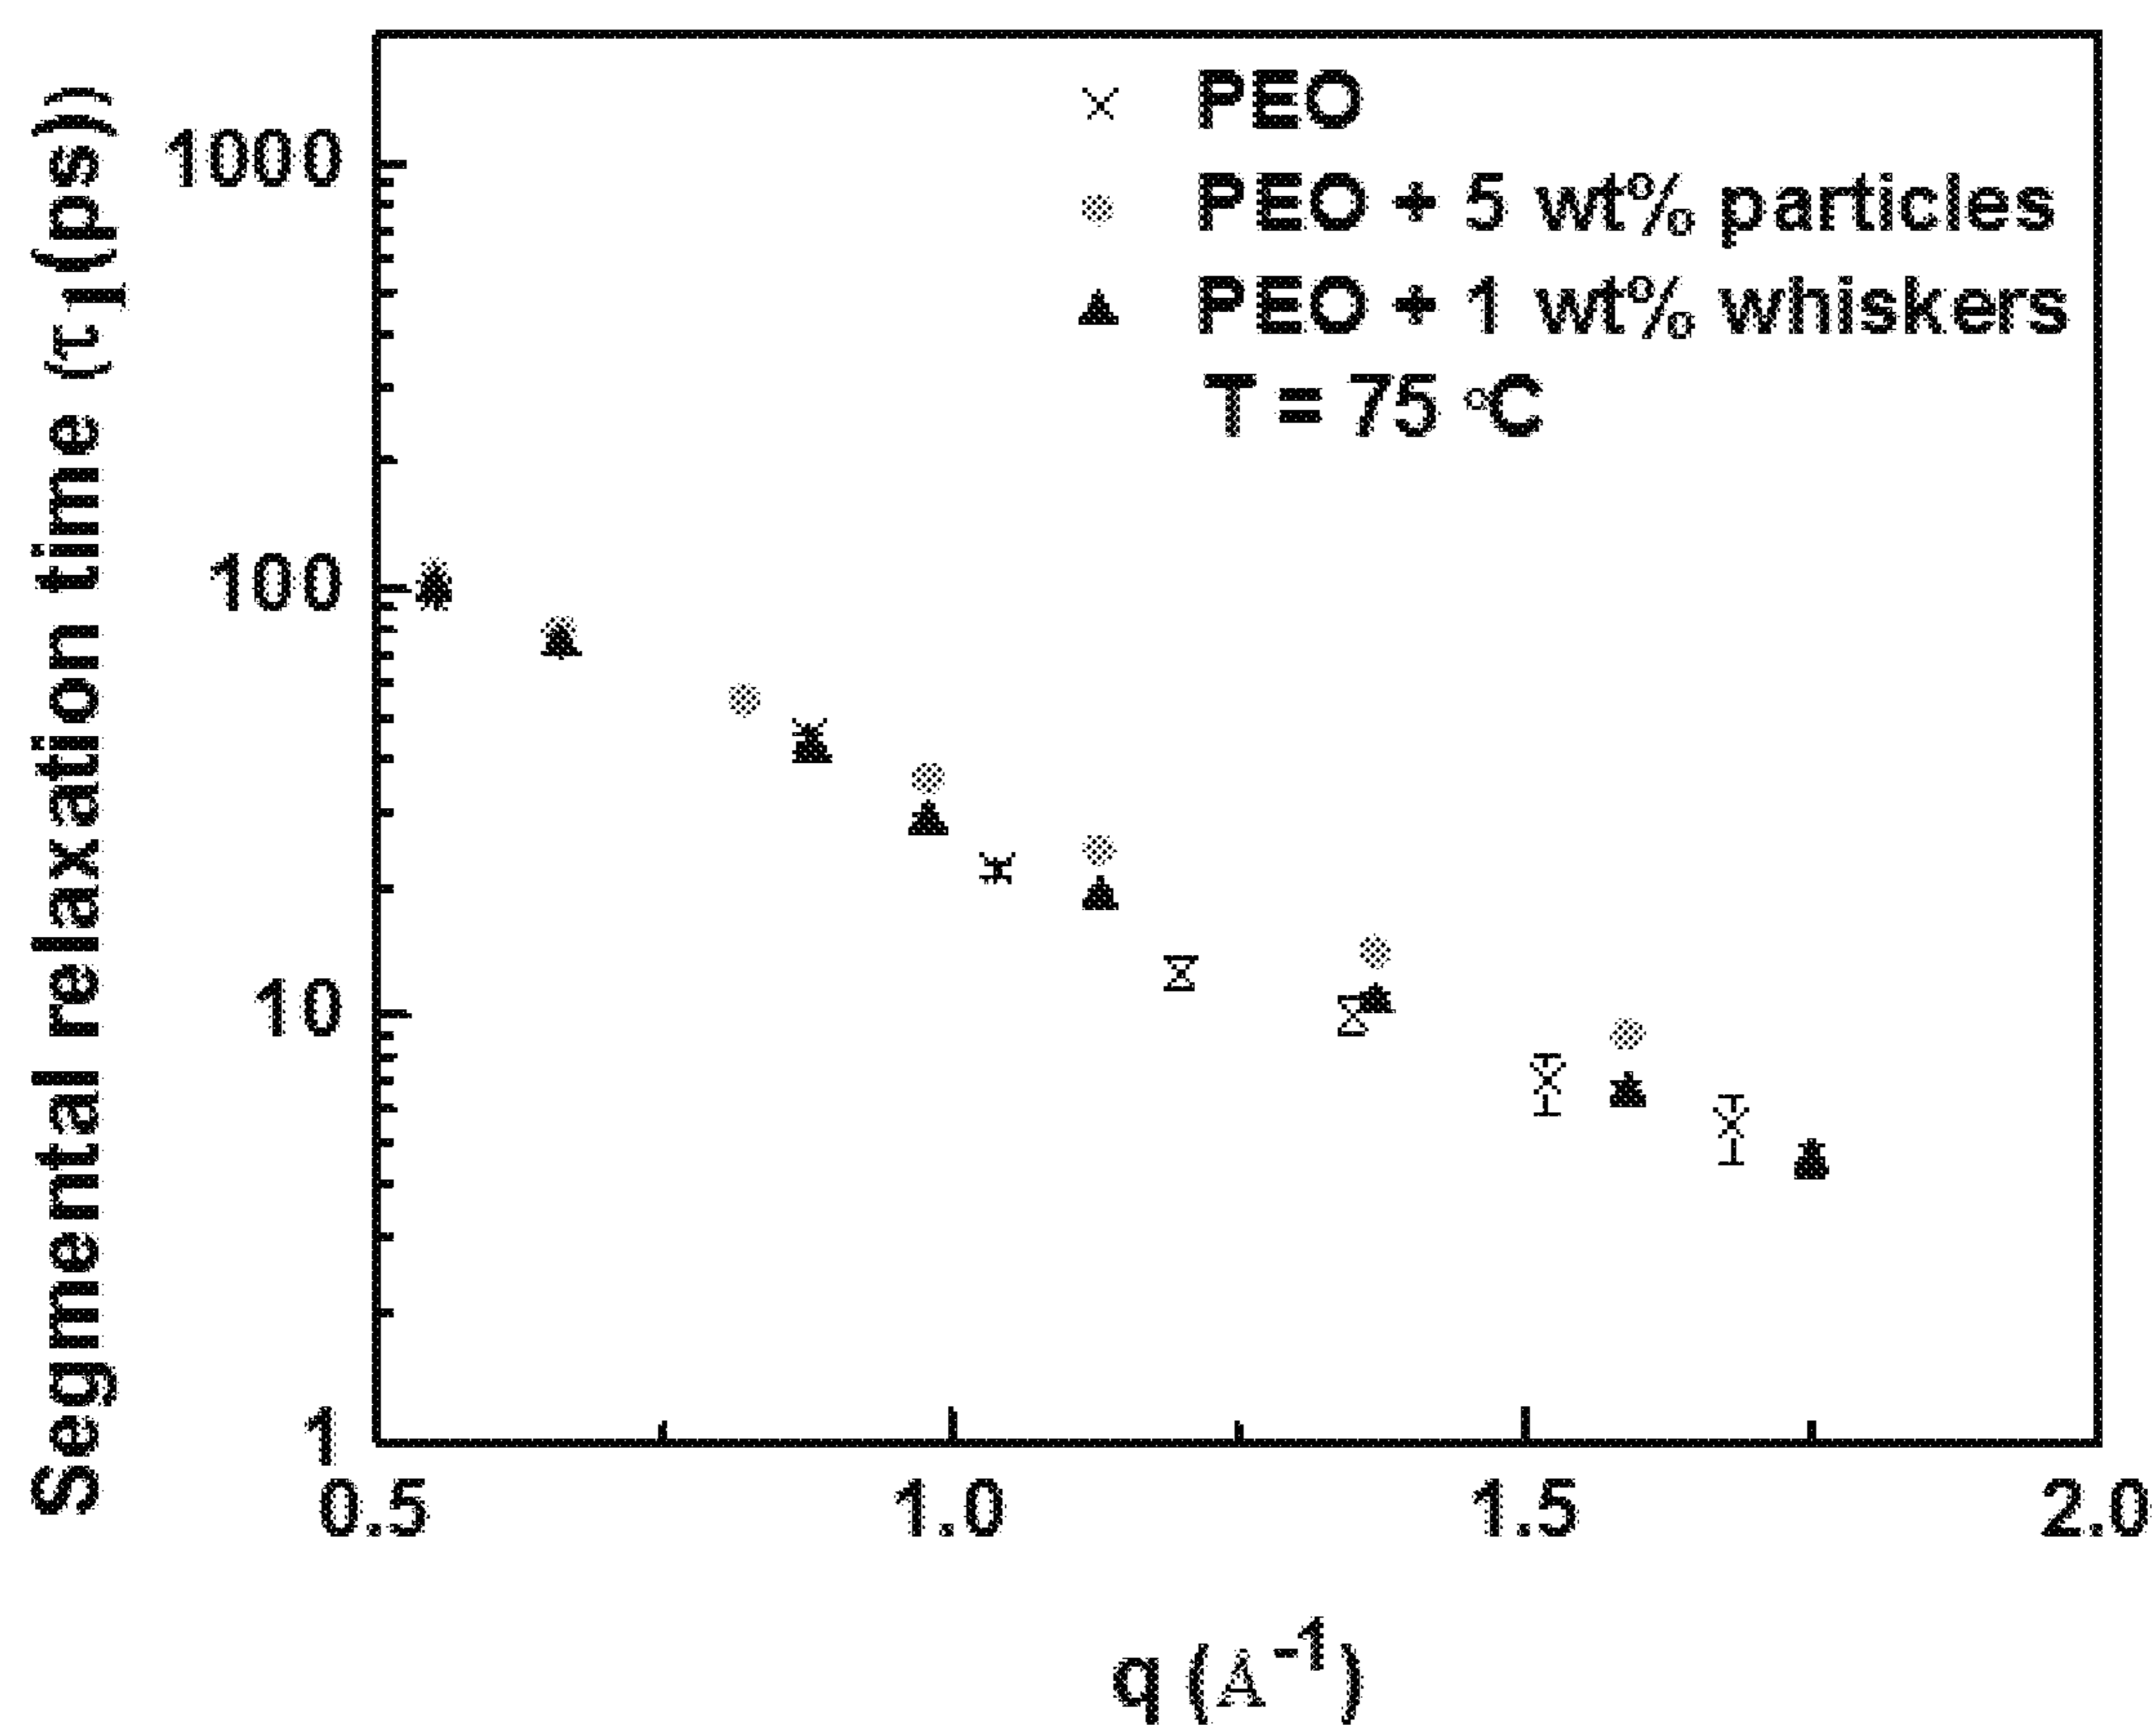 Segmental relaxation time (τ1(ps))
1000
100
10
1
PEO
PEO + 5 wt% particles
PEO + 1 wt% whiskers
T = 75 °C
0.5 1.0 1.5 2.0
q (Å-1)